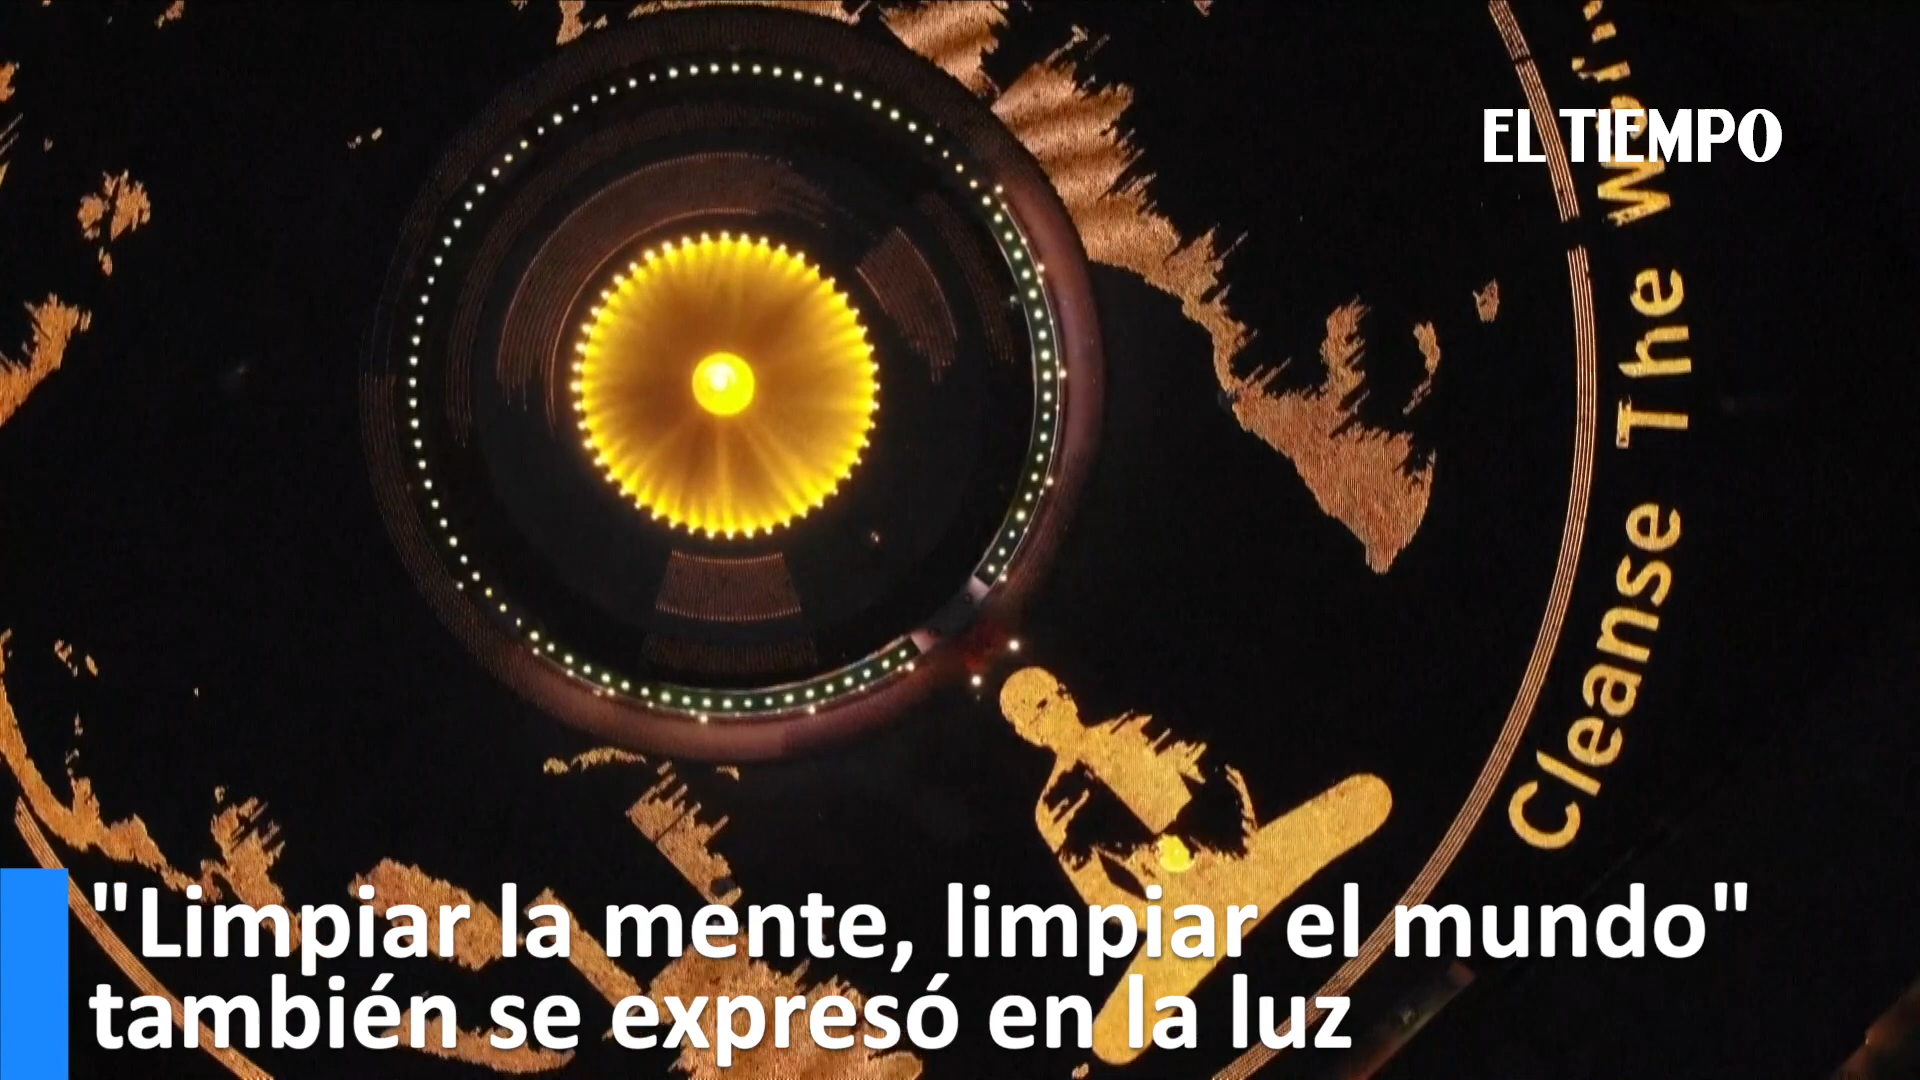 EL TIEMPO
Cleanse The
"Limpiar la mente, limpiar el mundo"
también se expresó en la luz